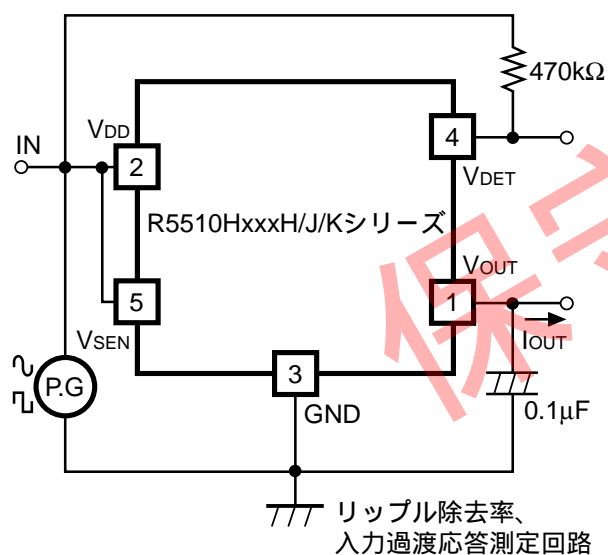 470kΩ
IN
VDD
2
4
VDET
R5510HxxxH/J/Kシリーズ
VOUT
5
1
VSEN
IOUT
3
P.G
GND
0.1μF
リップル除去率、
入力過渡応答測定回路
保守